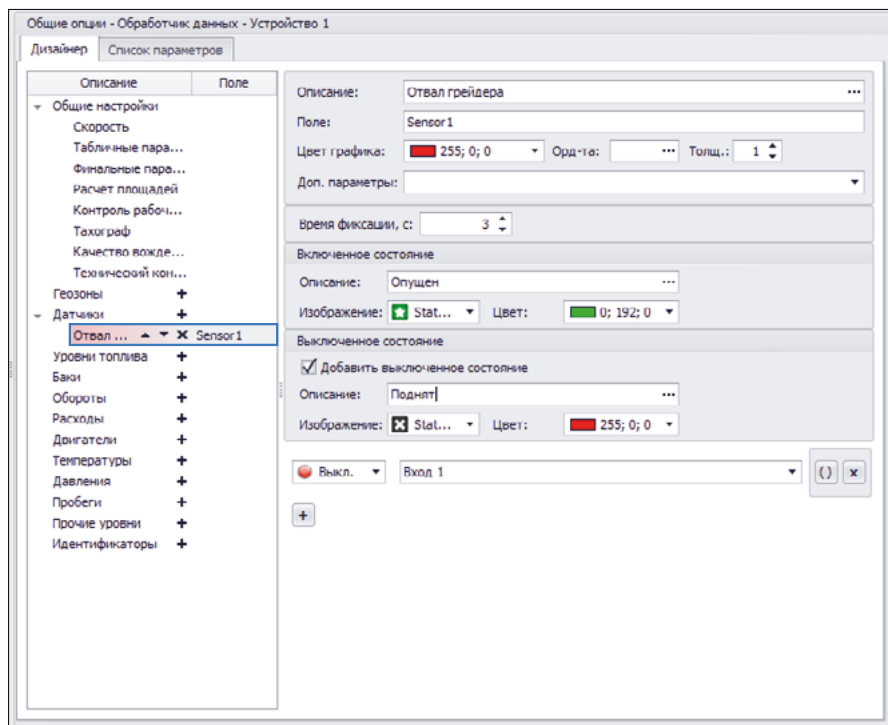 Общие опции - Обработчик данных - Устройство 1
Дизайнер Список параметров
Описание Поле
Общие настройки
Скорость
Табличные пара...
Финальные пара...
Расчет площадей
Контроль рабоч...
Тахограф
Качество вожде...
Технический кон...
Геозоны +
Датчики +
Отвал ... Sensor1
Уровни топлива +
Баки +
Обороты +
Расходы +
Двигатели +
Температуры +
Давления +
Пробеги +
Прочие уровни +
Идентификаторы +
Описание: Отвал грейдера ...
Поле: Sensor1
Цвет графика: 255; 0; 0 Орд-та: ... Толщ.: 1
Доп. параметры:
Время фиксации, с: 3
Включенное состояние
Описание: Опущен ...
Изображение: Stat... Цвет: 0; 192; 0
Выключенное состояние
Добавить выключенное состояние
Описание: Поднят ...
Изображение: Stat... Цвет: 255; 0; 0
Выкл. Вход 1 () x
+